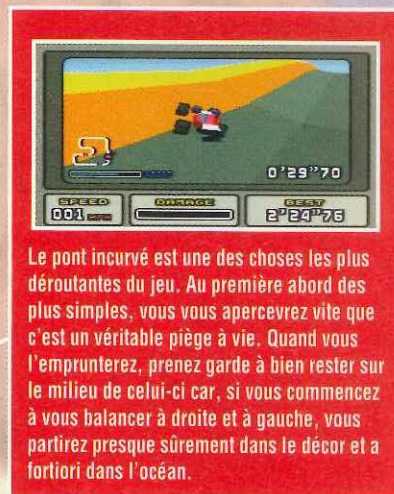 0'29"70
SPEED DAMAGE BEST
001 MPH 2'24"76
Le pont incurvé est une des choses les plus
déroutantes du jeu. Au première abord des
plus simples, vous vous apercevrez vite que
c'est un véritable piège à vie. Quand vous
l'emprunterez, prenez garde à bien rester sur
le milieu de celui-ci car, si vous commencez
à vous balancer à droite et à gauche, vous
partirez presque sûrement dans le décor et a
fortiori dans l'océan.